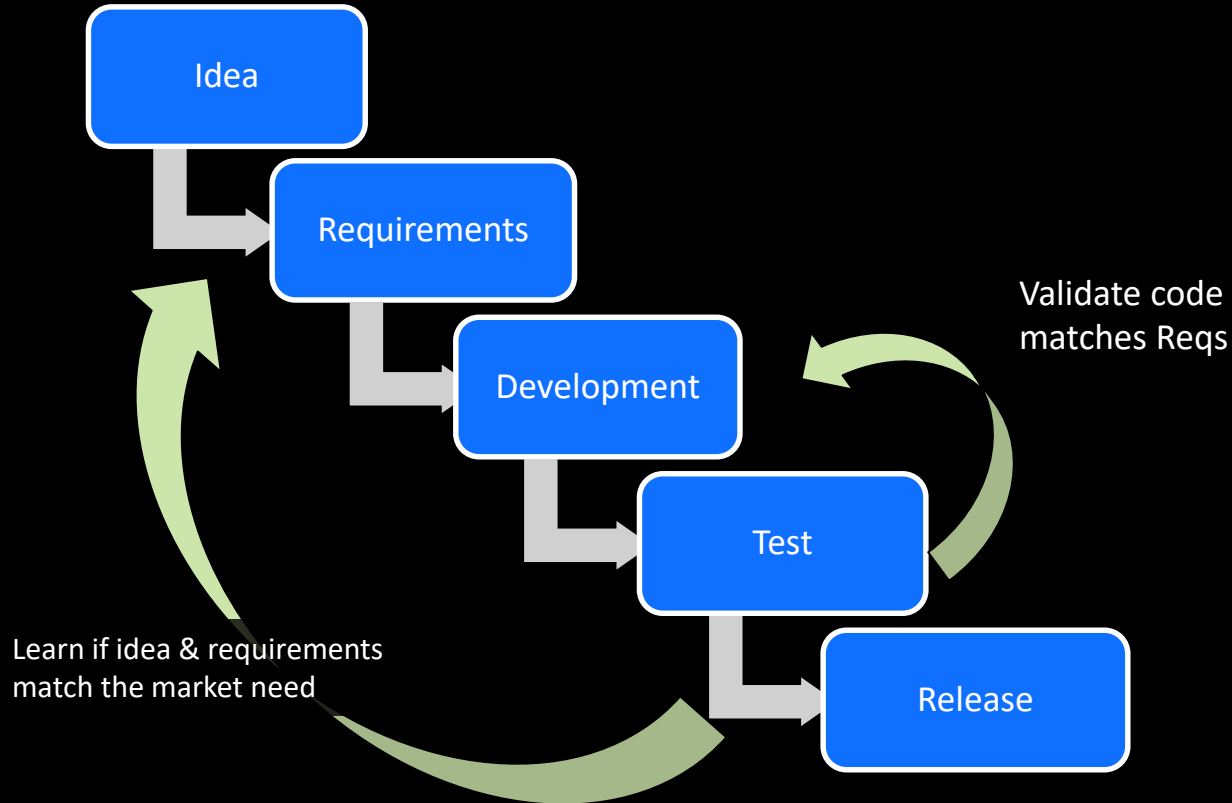 Idea
Requirements
Validate code
matches Reqs
Development
Test
Learn if idea & requirements
match the market need
Release